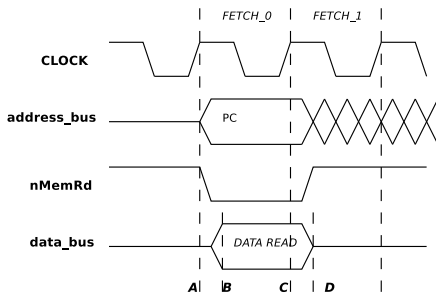 FETCH_0 FETCH_1
CLOCK
address_bus PC
nMemRd
data_bus DATA READ
A B C D